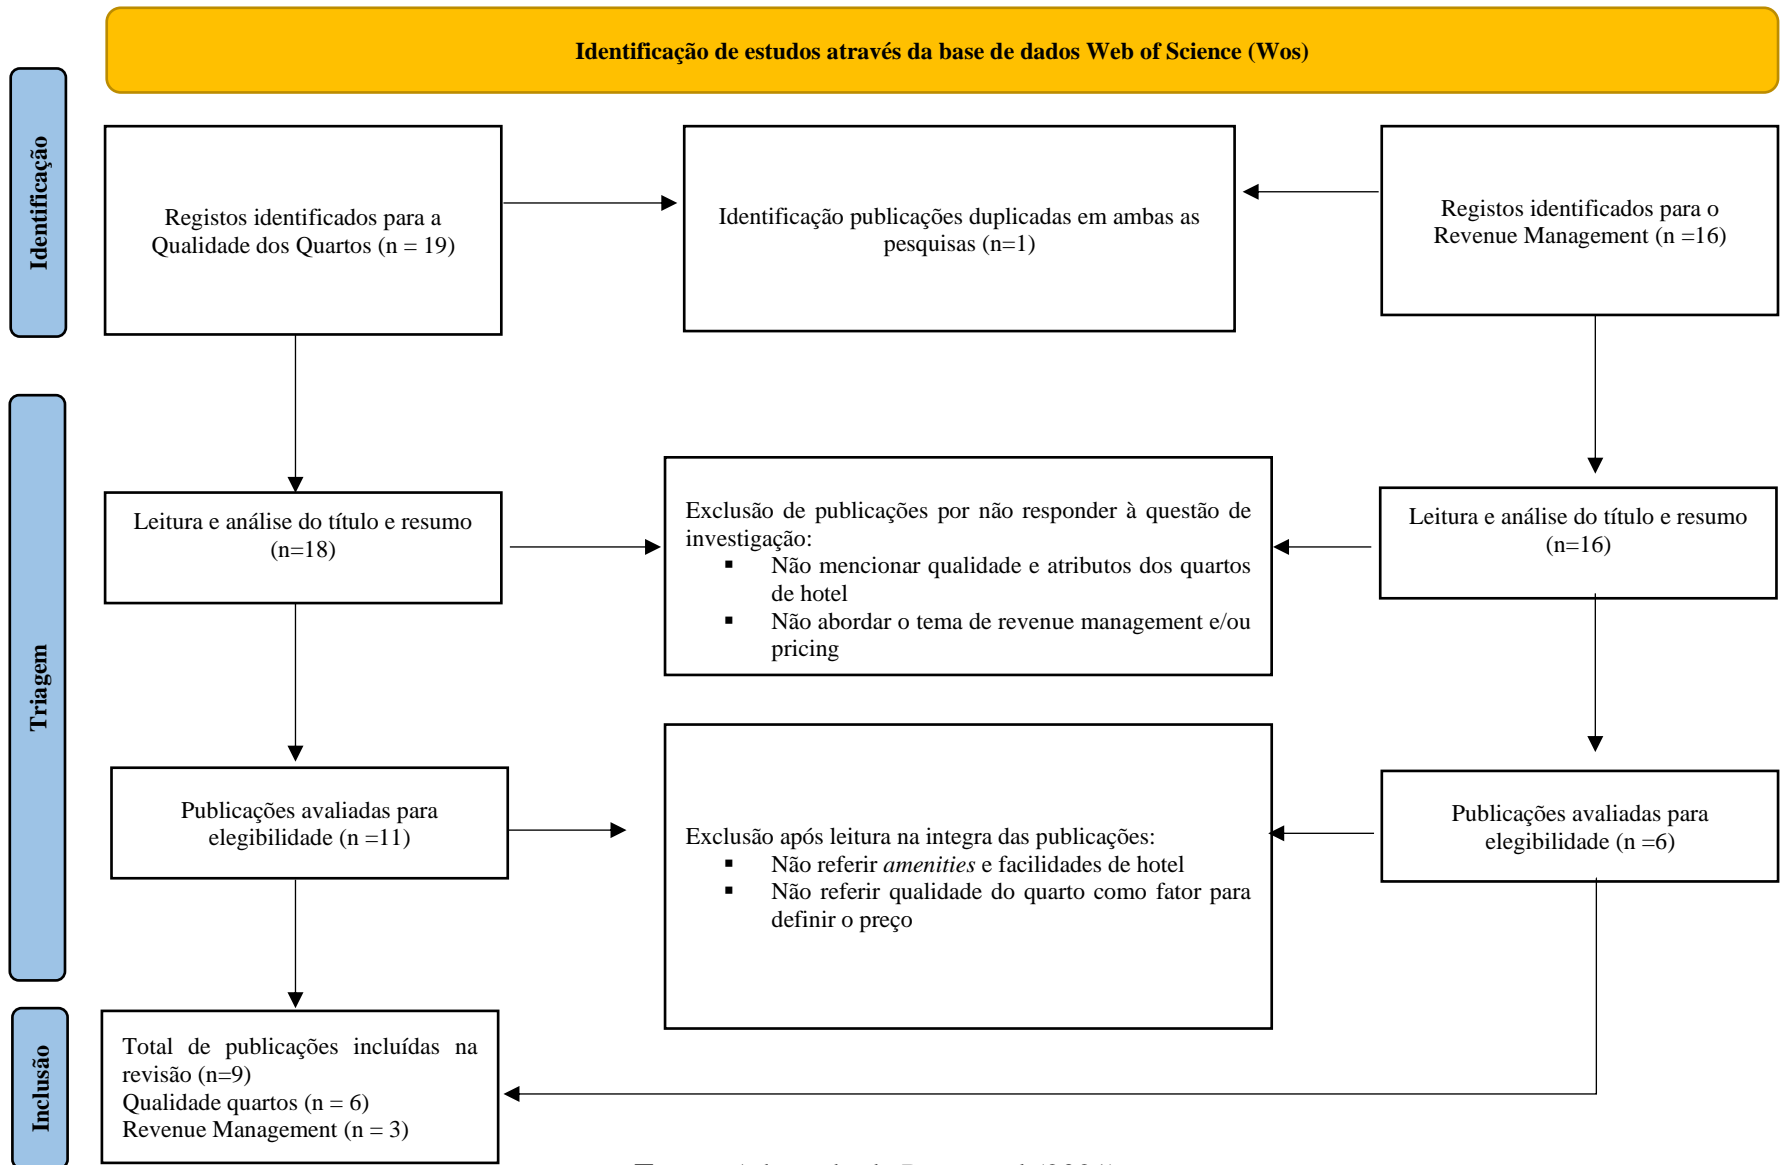 Identificação de estudos através da base de dados Web of Science (Wos)
Identificação
Registos identificados para a
Qualidade dos Quartos (n = 19)
Identificação publicações duplicadas em ambas as
pesquisas (n=1)
Registos identificados para o
Revenue Management (n =16)
Triagem
Leitura e análise do título e resumo
(n=18)
Exclusão de publicações por não responder à questão de
investigação:
▪ Não mencionar qualidade e atributos dos quartos
de hotel
▪ Não abordar o tema de revenue management e/ou
pricing
Leitura e análise do título e resumo
(n=16)
Publicações avaliadas para
elegibilidade (n =11)
Exclusão após leitura na integra das publicações:
▪ Não referir amenities e facilidades de hotel
▪ Não referir qualidade do quarto como fator para
definir o preço
Publicações avaliadas para
elegibilidade (n =6)
Inclusão
Total de publicações incluídas na
revisão (n=9)
Qualidade quartos (n = 6)
Revenue Management (n = 3)